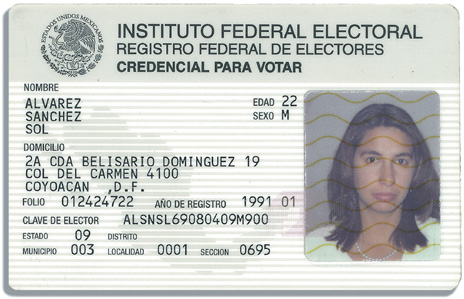 ESTADOS UNIDOS MEXICANOS
INSTITUTO FEDERAL ELECTORAL
REGISTRO FEDERAL DE ELECTORES
CREDENCIAL PARA VOTAR
NOMBRE
ALVAREZ
SANCHEZ
SOL
EDAD 22
SEXO M
DOMICILIO
2A CDA BELISARIO DOMINGUEZ 19
COL DEL CARMEN 4100
COYOACAN ,D.F.
FOLIO 012424722 AÑO DE REGISTRO 1991 01
CLAVE DE ELECTOR ALSNSL69080409M900
ESTADO 09 DISTRITO
MUNICIPIO 003 LOCALIDAD 0001 SECCION 0695